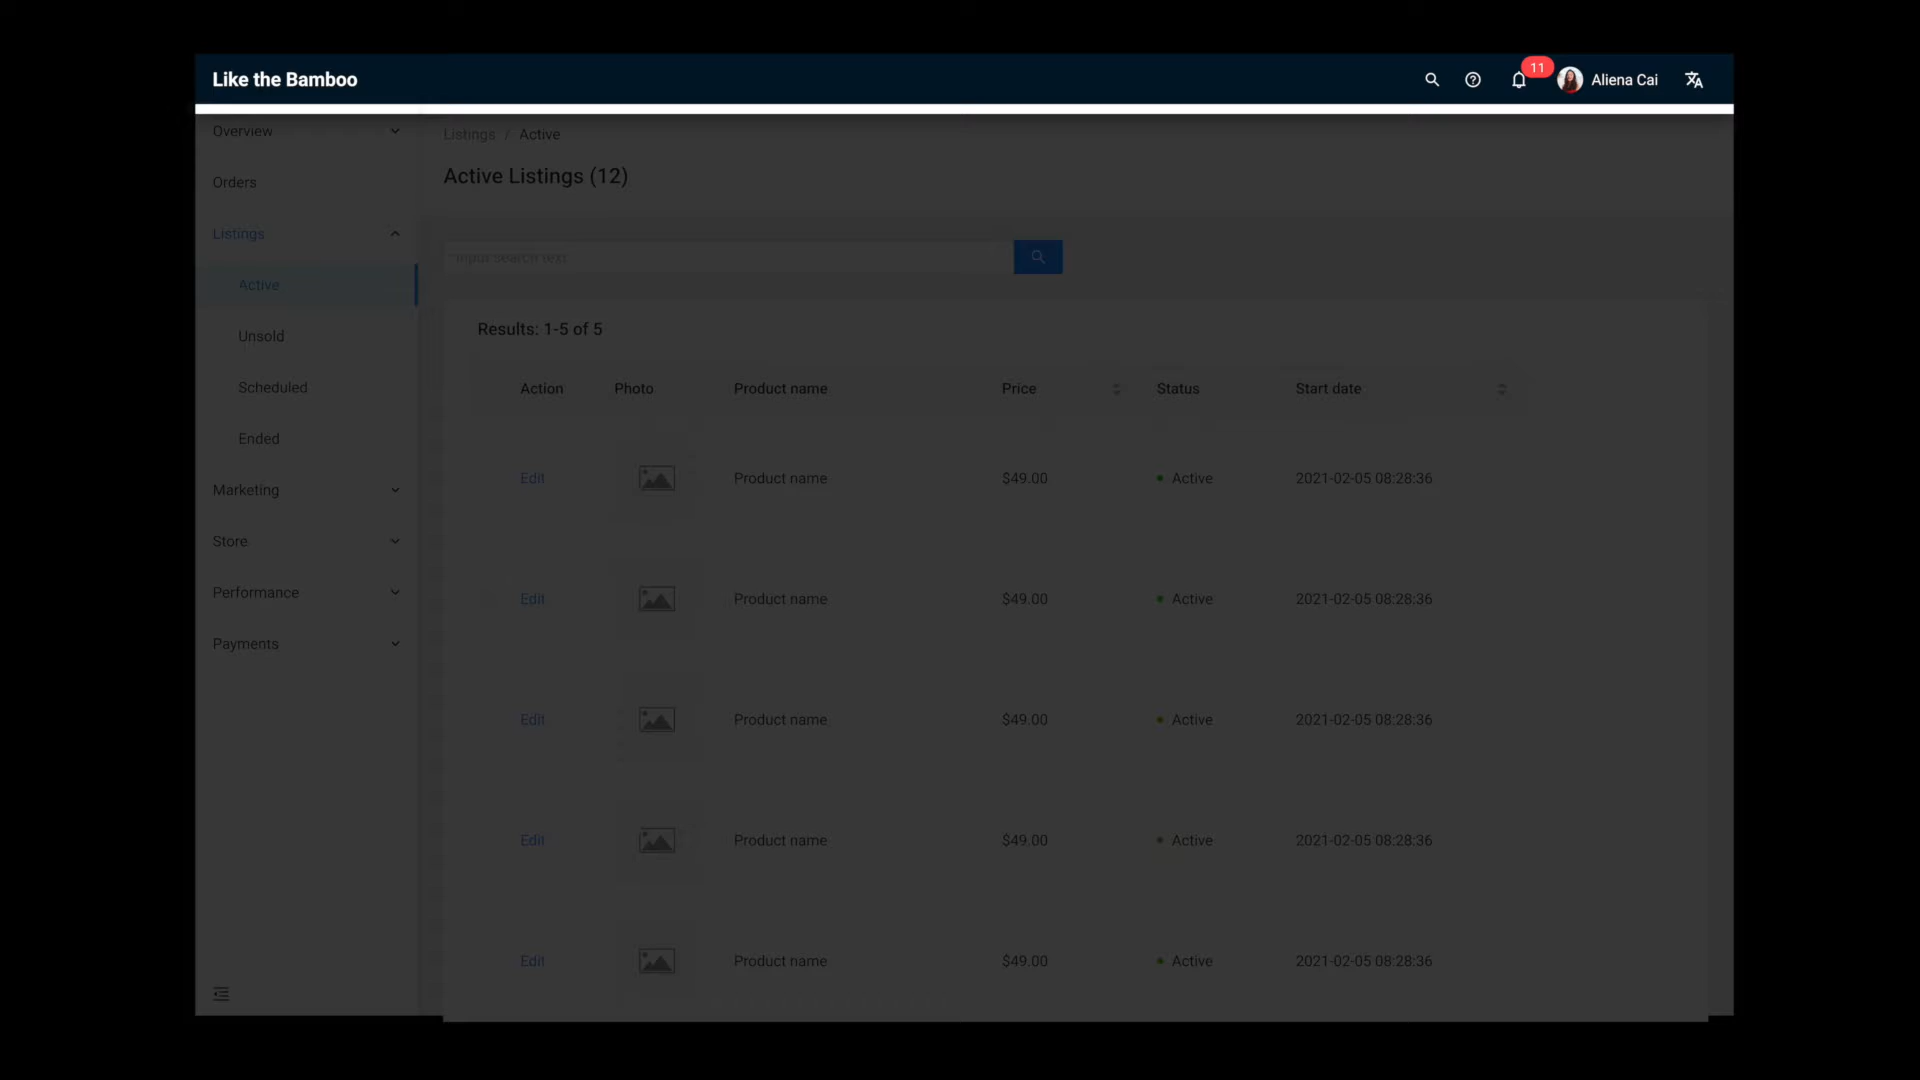 Like the Bamboo
11
Aliena Cai
Overview
Orders
Listings
Active
Unsold
Scheduled
Ended
Marketing
Store
Performance
Payments
Listings / Active
Active Listings (12)
Input search text
Results: 1-5 of 5
Action Photo Product name Price Status Start date
Edit Product name $49.00 Active 2021-02-05 08:28:36
Edit Product name $49.00 Active 2021-02-05 08:28:36
Edit Product name $49.00 Active 2021-02-05 08:28:36
Edit Product name $49.00 Active 2021-02-05 08:28:36
Edit Product name $49.00 Active 2021-02-05 08:28:36